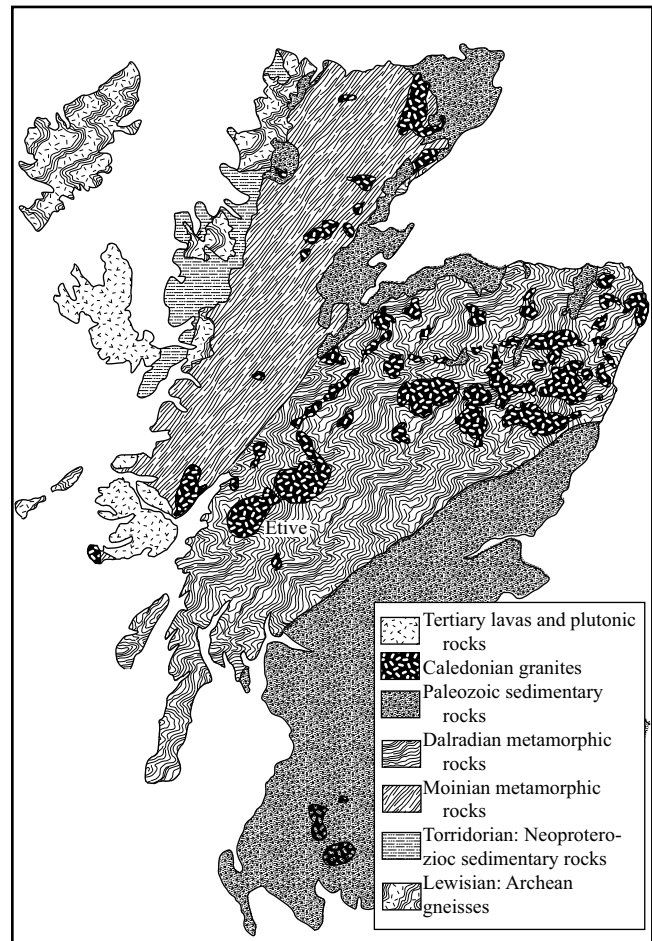 Etive
Tertiary lavas and plutonic
rocks
Caledonian granites
Paleozoic sedimentary
rocks
Dalradian metamorphic
rocks
Moinian metamorphic
rocks
Torridorian: Neoprotero-
zioc sedimentary rocks
Lewisian: Archean
gneisses